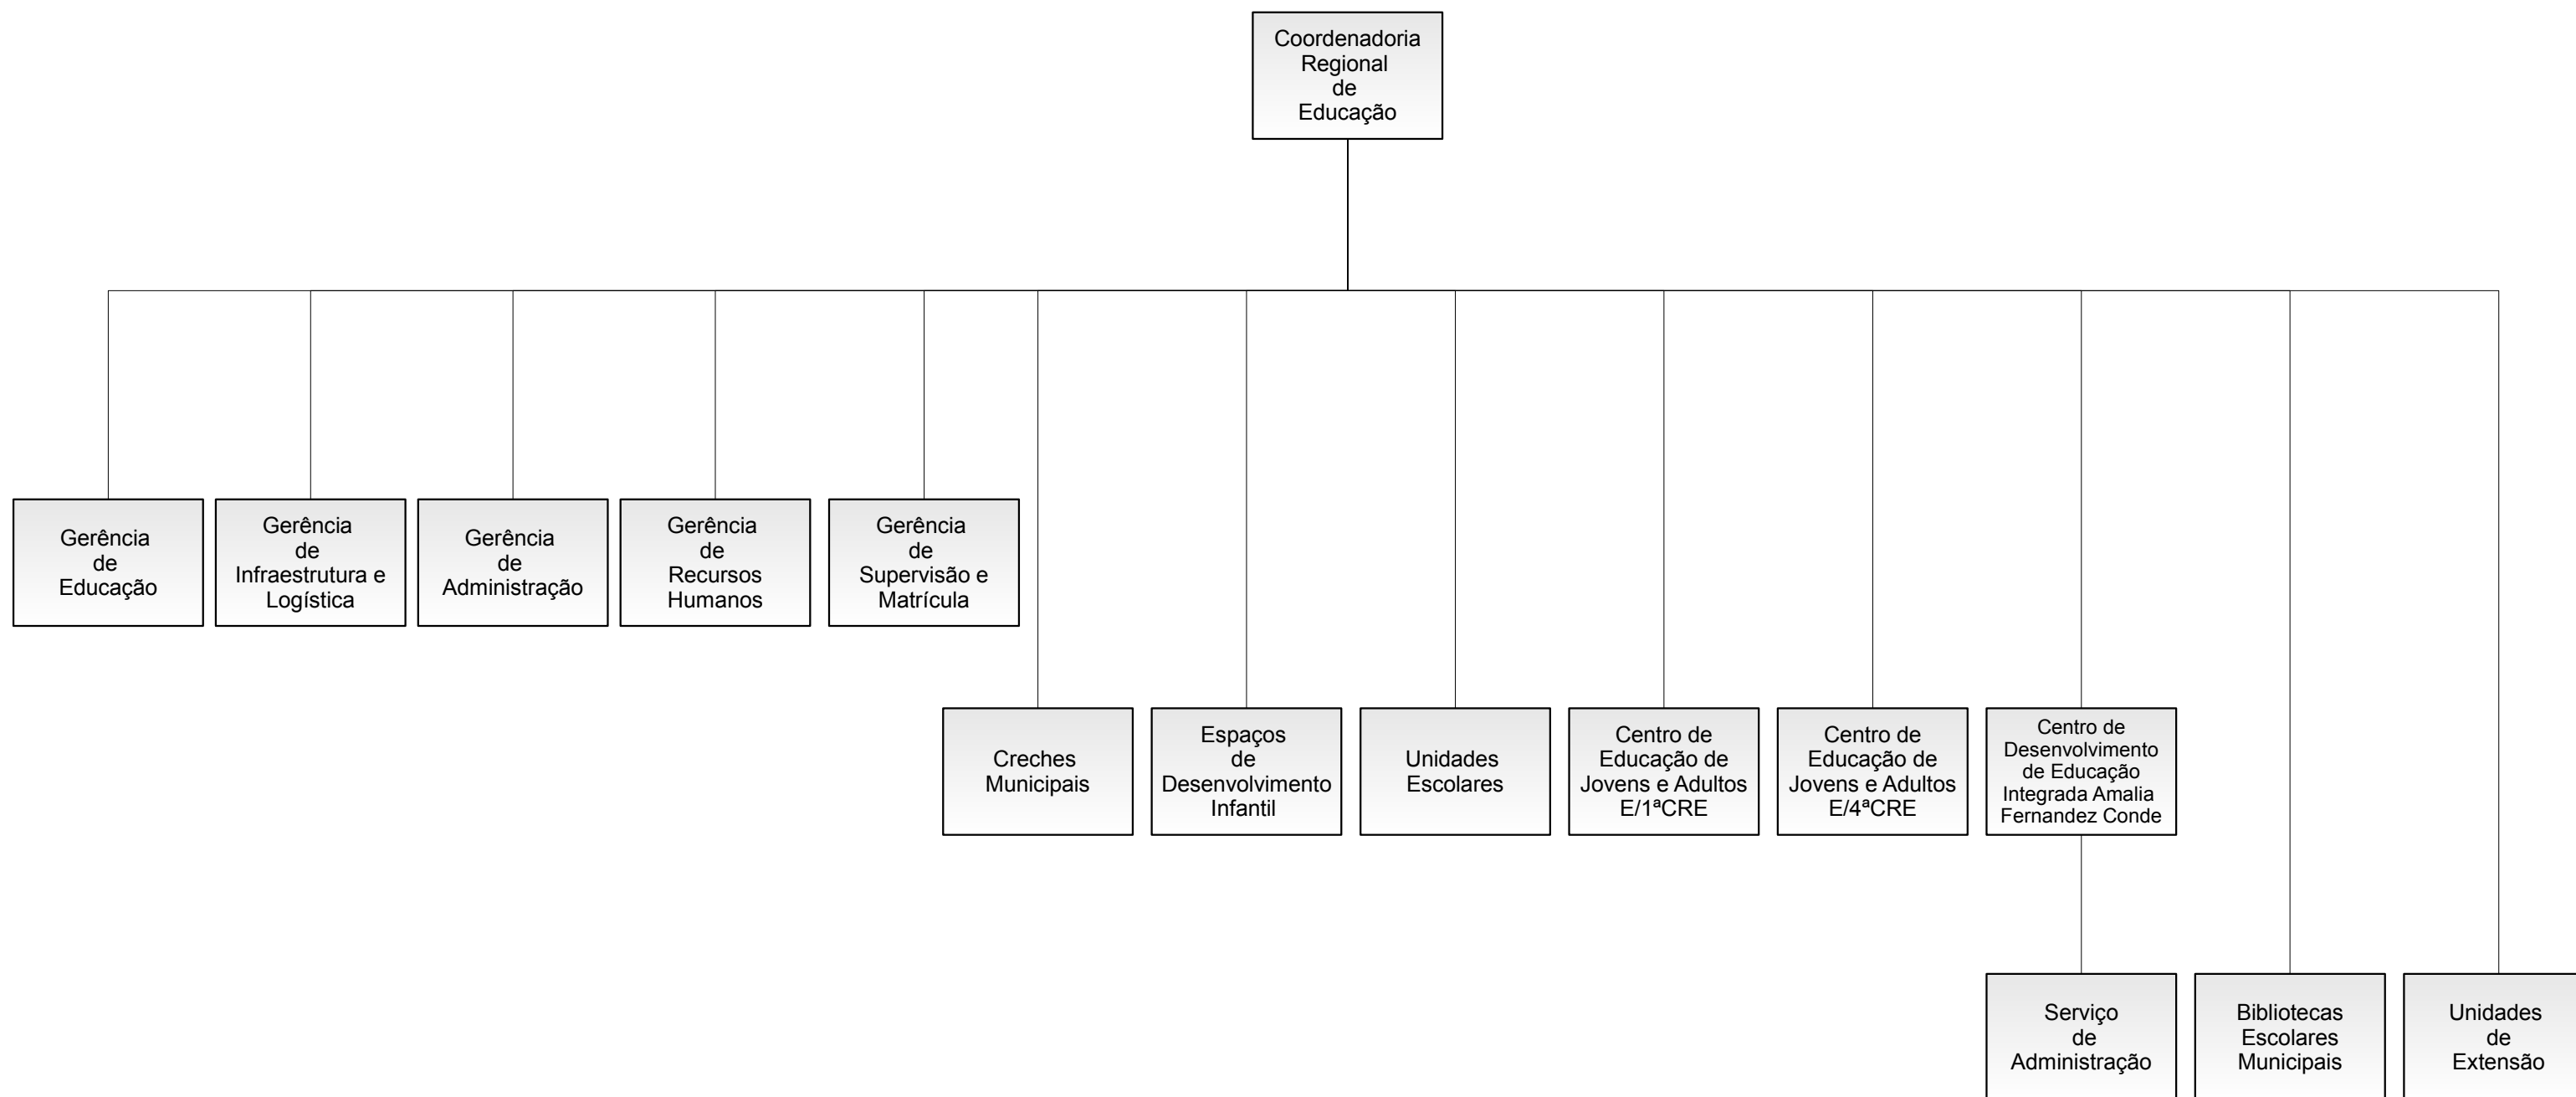 Coordenadoria
Regional
de
Educação
Gerência
de
Educação
Gerência
de
Infraestrutura e
Logística
Gerência
de
Administração
Gerência
de
Recursos
Humanos
Gerência
de
Supervisão e
Matrícula
Creches
Municipais
Espaços
de
Desenvolvimento
Infantil
Unidades
Escolares
Centro de
Educação de
Jovens e Adultos
E/1ªCRE
Centro de
Educação de
Jovens e Adultos
E/4ªCRE
Centro de
Desenvolvimento
de Educação
Integrada Amalia
Fernandez Conde
Serviço
de
Administração
Bibliotecas
Escolares
Municipais
Unidades
de
Extensão